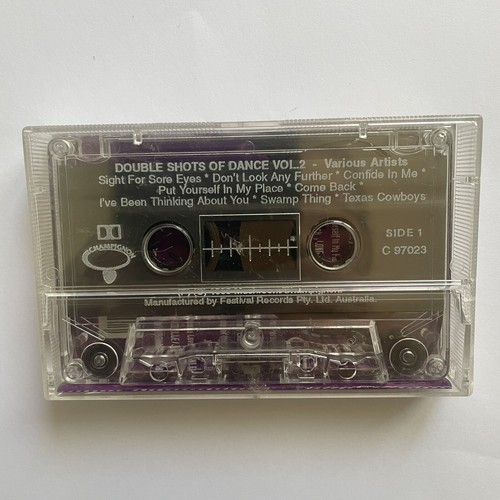 DOUBLE SHOTS OF DANCE VOL.2 - Various Artists
Sight For Sore Eyes * Don't Look Any Further * Confide In Me *
Put Yourself In My Place * Come Back *
I've Been Thinking About You * Swamp Thing * Texas Cowboys
SIDE 1
C 97023
CHAMPIGNON
Manufactured by Festival Records Pty. Ltd. Australia.